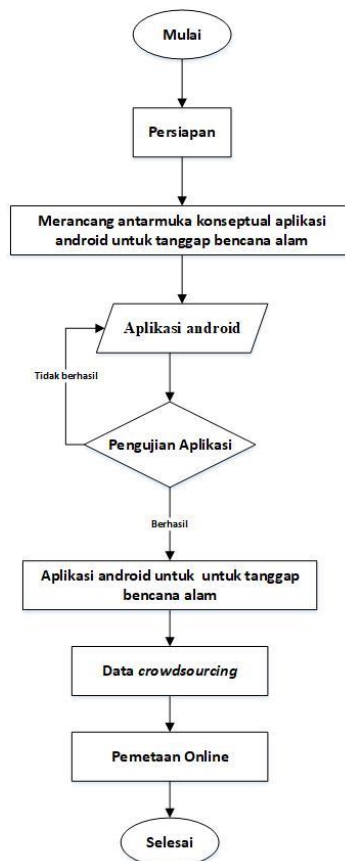 Mulai
Persiapan
Merancang antarmuka konseptual aplikasi
android untuk tanggap bencana alam
Aplikasi android
Tidak berhasil
Pengujian Aplikasi
Berhasil
Aplikasi android untuk untuk tanggap
bencana alam
Data crowdsourcing
Pemetaan Online
Selesai